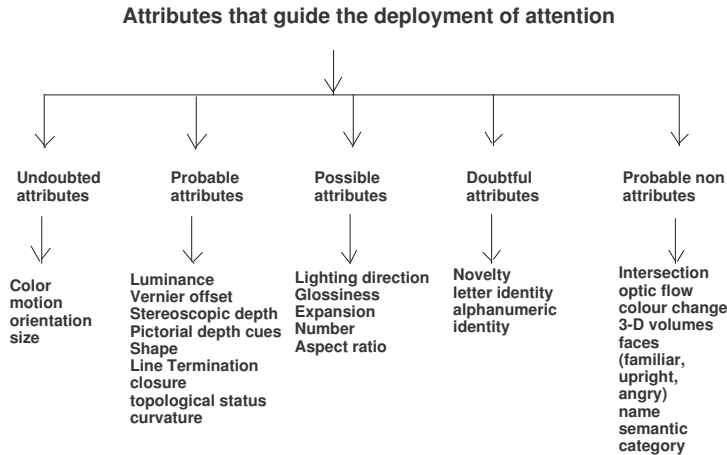 Attributes that guide the deployment of attention
Undoubted
attributes
Probable
attributes
Possible
attributes
Doubtful
attributes
Probable non
attributes
Color
motion
orientation
size
Luminance
Vernier offset
Stereoscopic depth
Pictorial depth cues
Shape
Line Termination
closure
topological status
curvature
Lighting direction
Glossiness
Expansion
Number
Aspect ratio
Novelty
letter identity
alphanumeric
identity
Intersection
optic flow
colour change
3-D volumes
faces
(familiar,
upright,
angry)
name
semantic
category